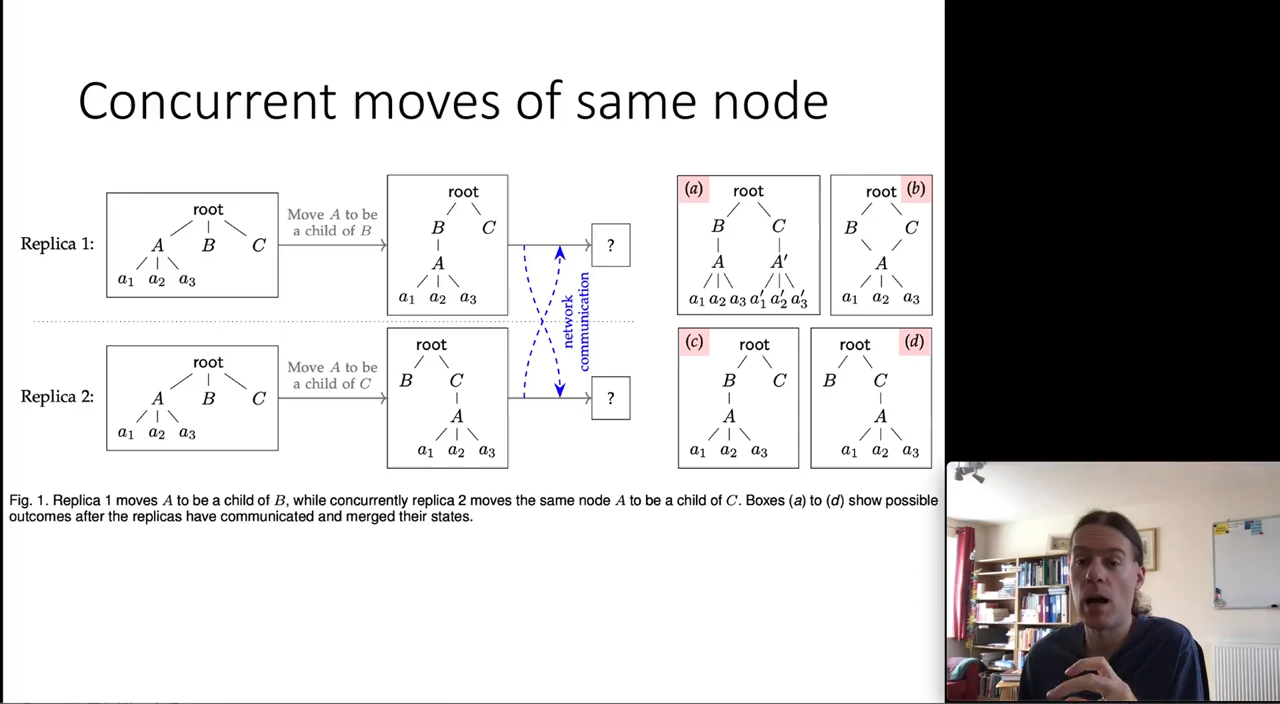 Concurrent moves of same node
Replica 1:
root
A B C
a1 a2 a3
Move A to be
a child of B
root
B C
A
a1 a2 a3
?
network
communication
Replica 2:
root
A B C
a1 a2 a3
Move A to be
a child of C
root
B C
A
a1 a2 a3
?
(a) root
B C
A A′
a1 a2 a3 a′1 a′2 a′3
root (b)
B C
A
a1 a2 a3
(c) root
B C
A
a1 a2 a3
root (d)
B C
A
a1 a2 a3
Fig. 1. Replica 1 moves A to be a child of B, while concurrently replica 2 moves the same node A to be a child of C. Boxes (a) to (d) show possible
outcomes after the replicas have communicated and merged their states.